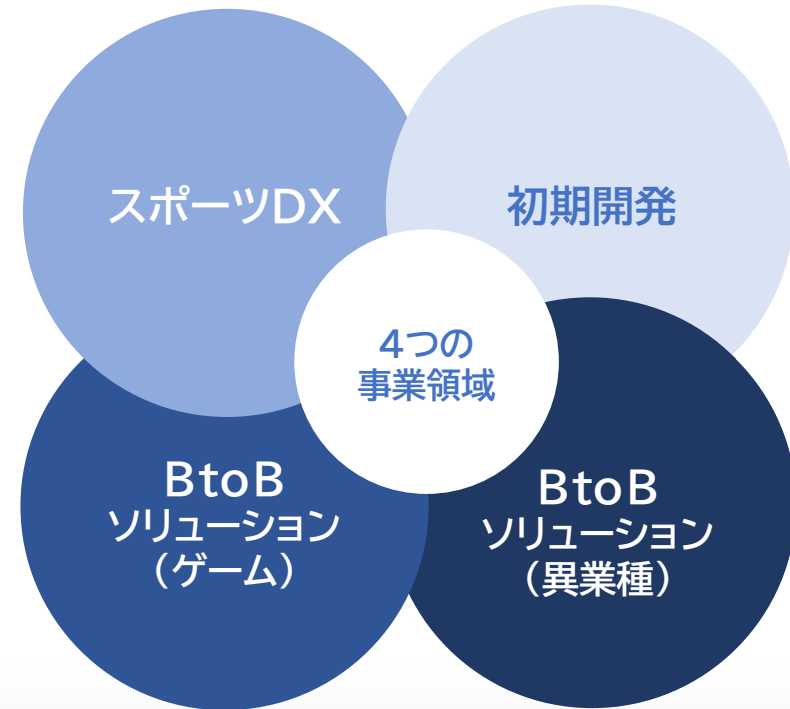 スポーツDX
初期開発
4つの
事業領域
BtoB
ソリューション
（ゲーム）
BtoB
ソリューション
（異業種）